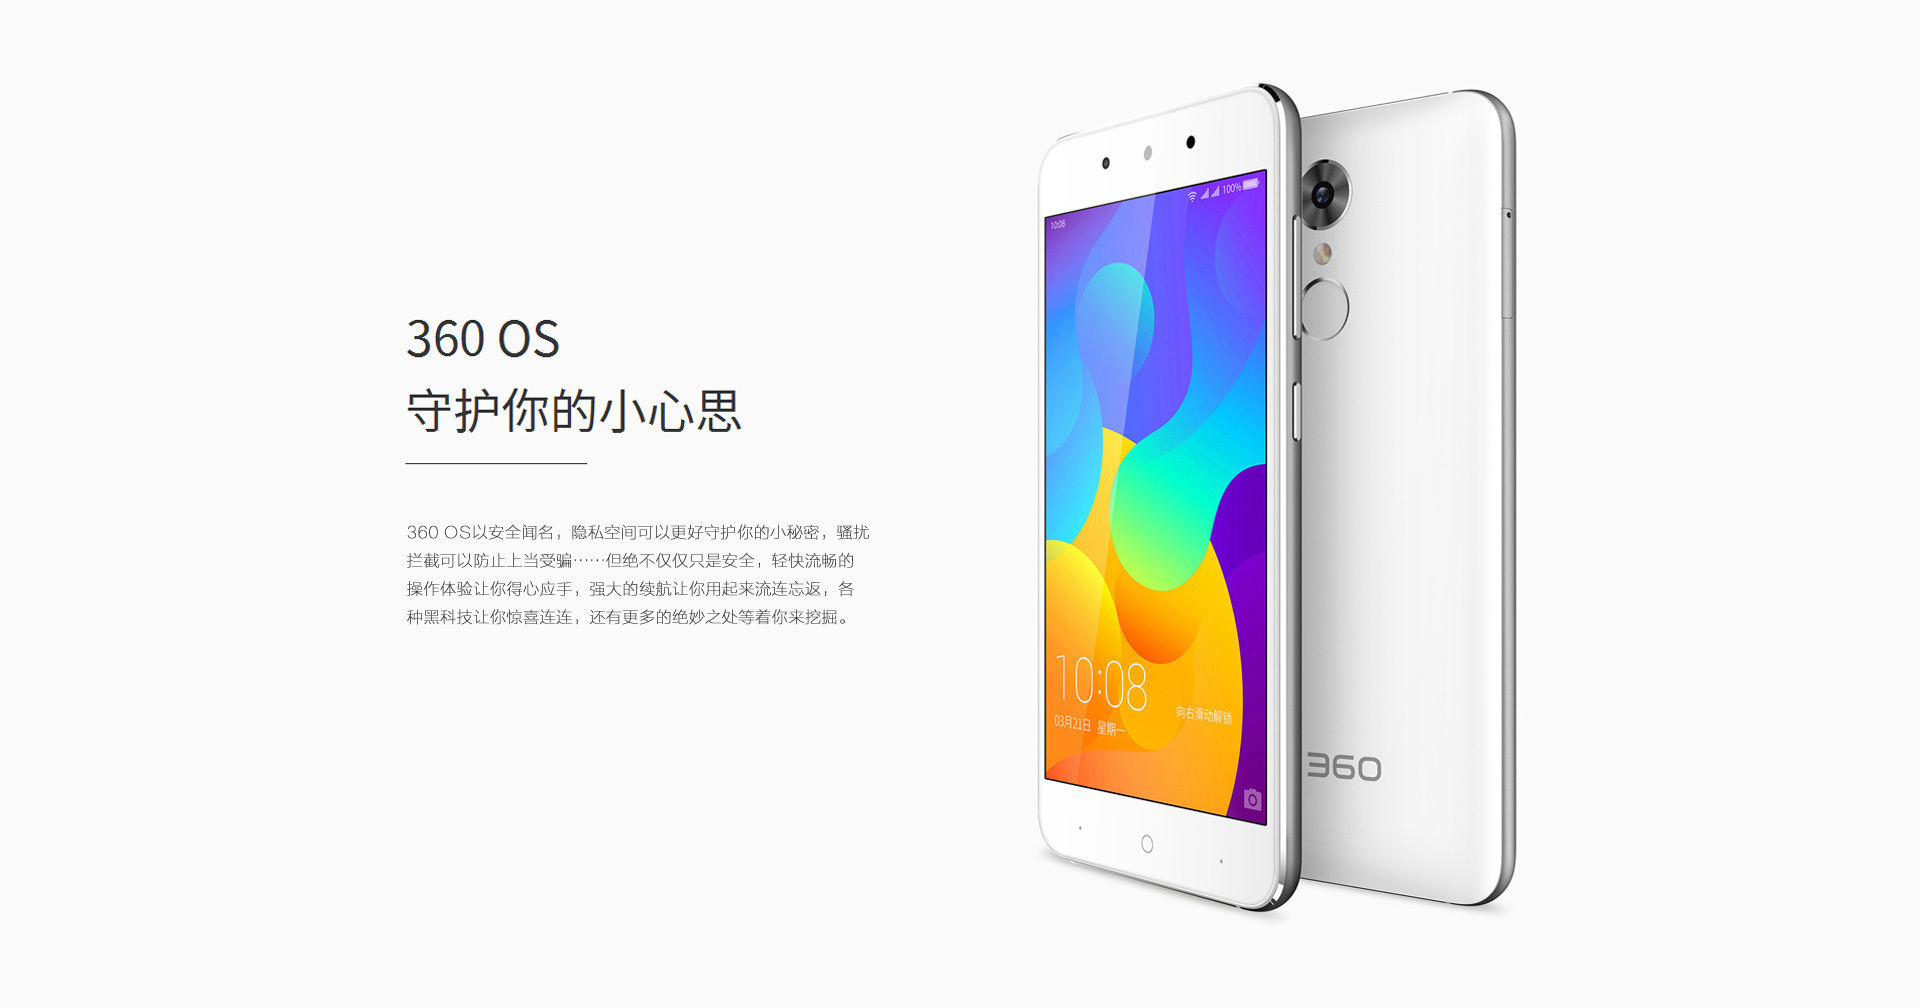 360 OS
守护你的小心思
360 OS以安全闻名，隐私空间可以更好守护你的小秘密，骚扰
拦截可以防止上当受骗……但绝不仅仅只是安全，轻快流畅的
操作体验让你得心应手，强大的续航让你用起来流连忘返，各
种黑科技让你惊喜连连，还有更多的绝妙之处等着你来挖掘。
10:08
100%
10:08
03月21日 星期一
向右滑动解锁
360